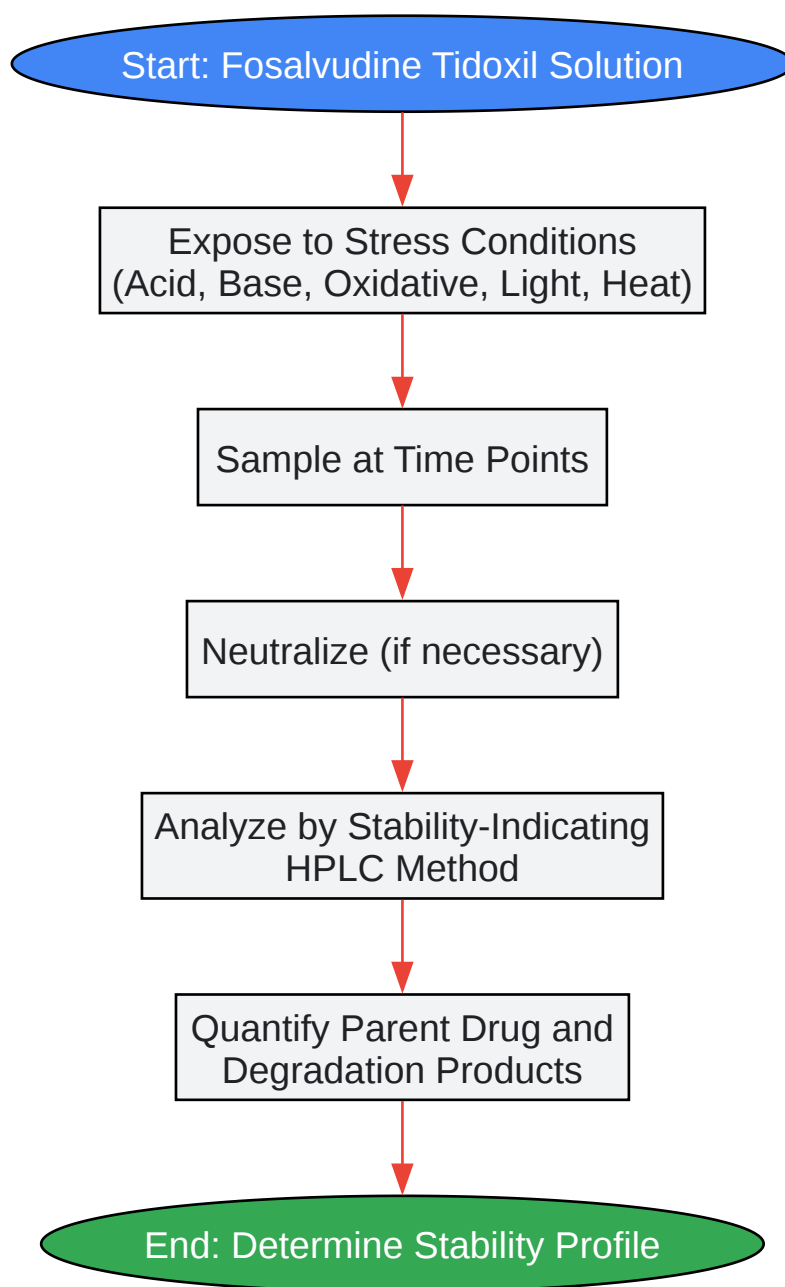 Start: Fosalvudine Tidoxil Solution
Expose to Stress Conditions
(Acid, Base, Oxidative, Light, Heat)
Sample at Time Points
Neutralize (if necessary)
Analyze by Stability-Indicating
HPLC Method
Quantify Parent Drug and
Degradation Products
End: Determine Stability Profile